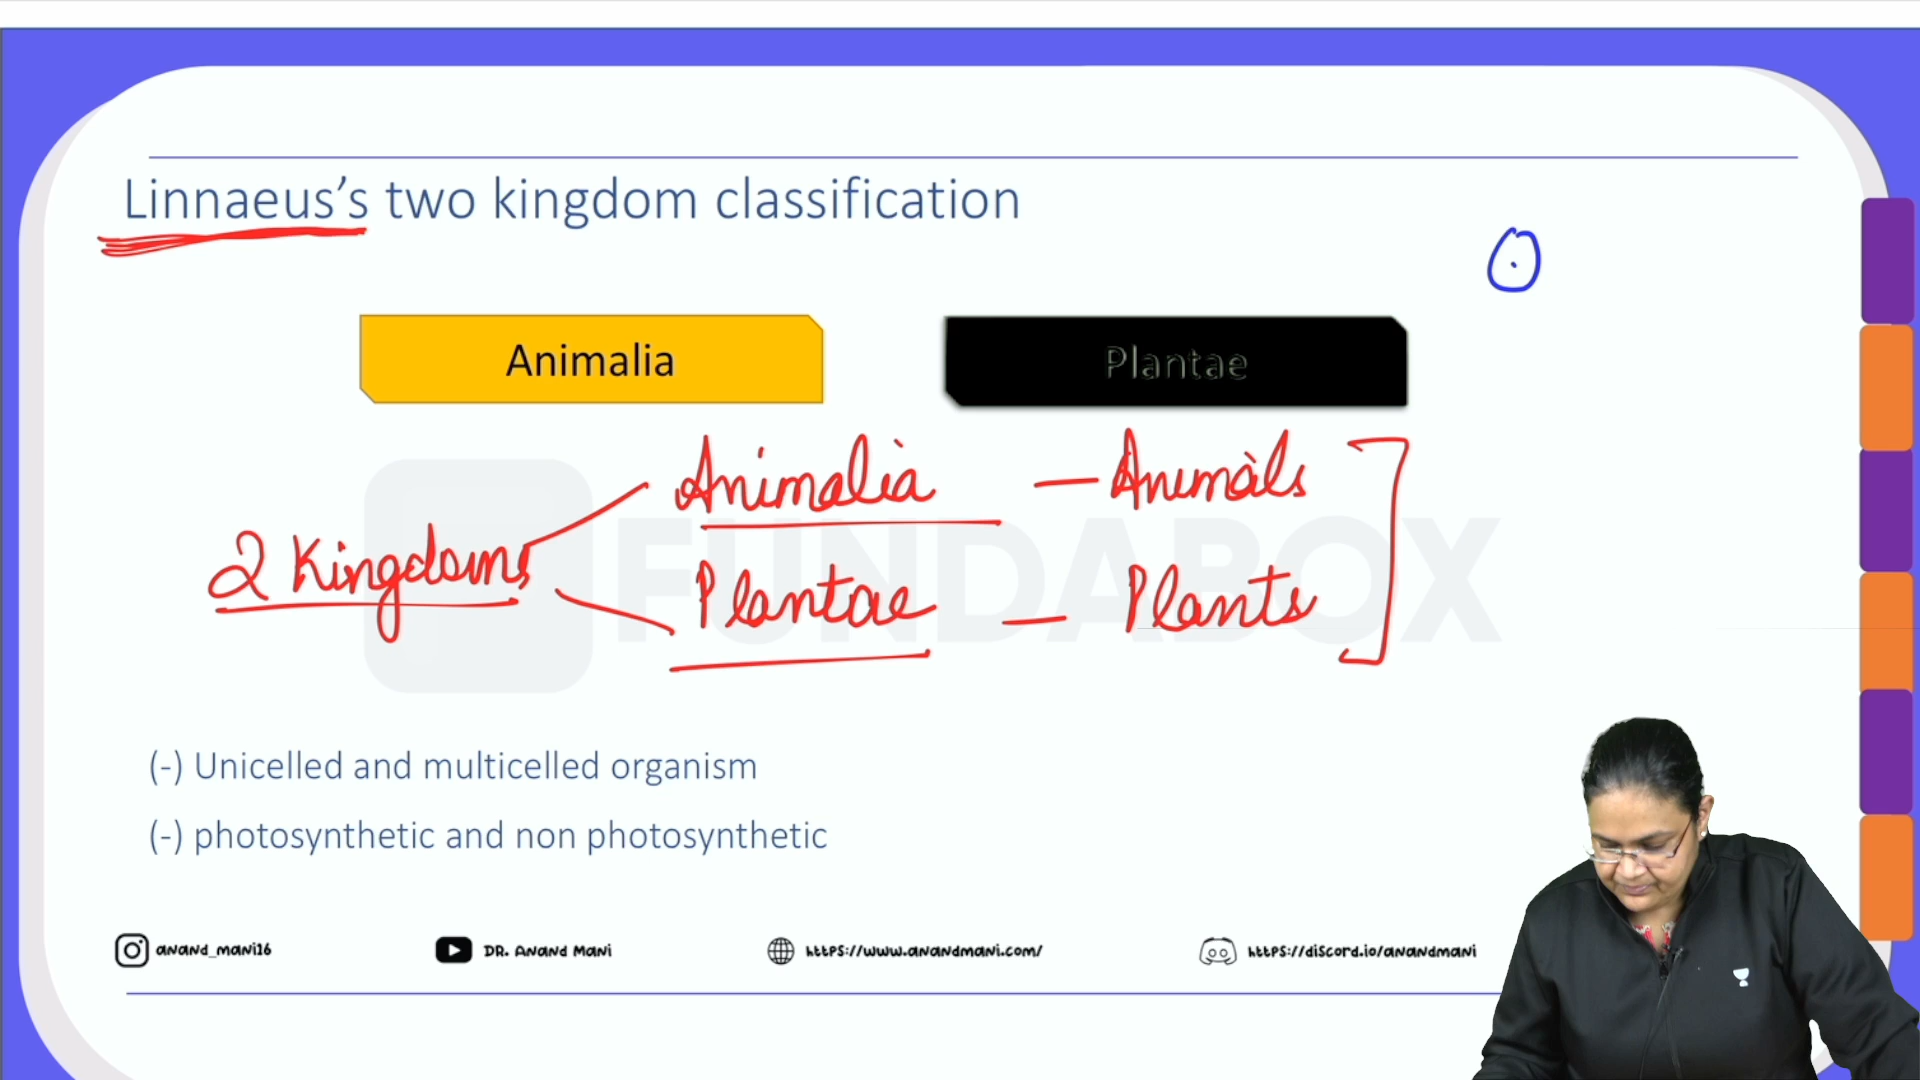 Linnaeus's two kingdom classification
Animalia
Plantae
Animalia - Animals
2 Kingdoms
Plantae - Plants
FUNDABOX
(-) Unicelled and multicelled organism
(-) photosynthetic and non photosynthetic
anand_mani16
DR. Anand Mani
https://www.anandmani.com/
https://discord.io/anandmani